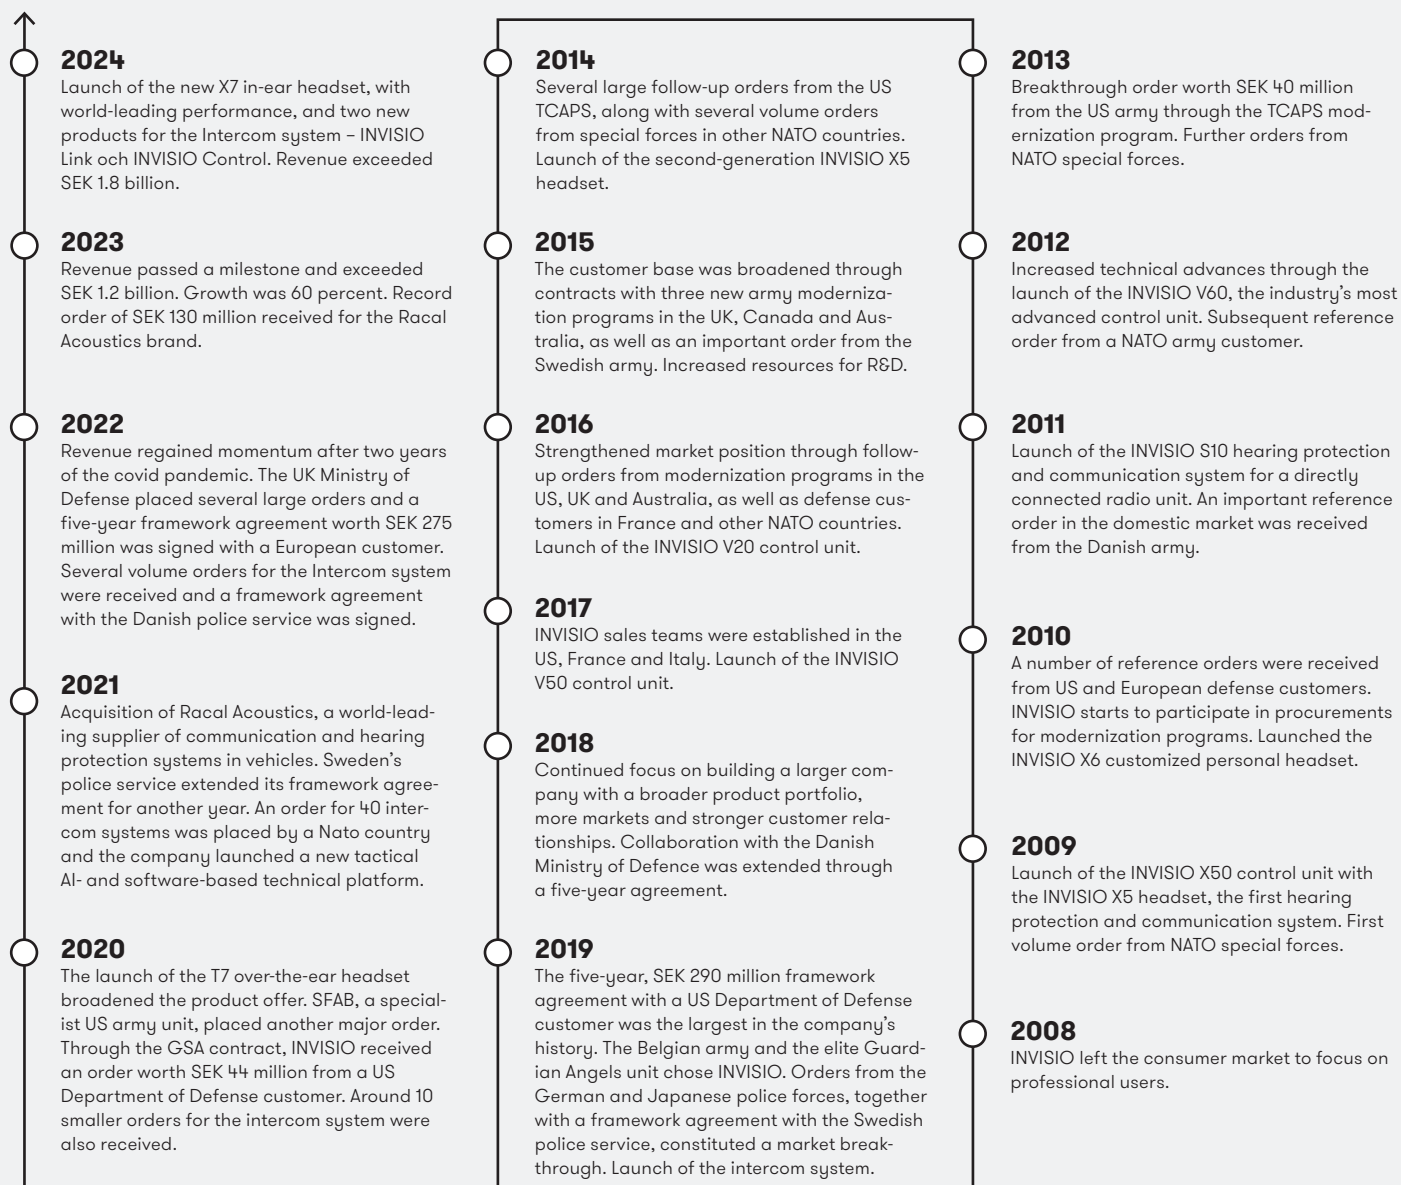 2024
Launch of the new X7 in-ear headset, with
world-leading performance, and two new
products for the Intercom system – INVISIO
Link och INVISIO Control. Revenue exceeded
SEK 1.8 billion.
2023
Revenue passed a milestone and exceeded
SEK 1.2 billion. Growth was 60 percent. Record
order of SEK 130 million received for the Racal
Acoustics brand.
2022
Revenue regained momentum after two years
of the covid pandemic. The UK Ministry of
Defense placed several large orders and a
five-year framework agreement worth SEK 275
million was signed with a European customer.
Several volume orders for the Intercom system
were received and a framework agreement
with the Danish police service was signed.
2021
Acquisition of Racal Acoustics, a world-lead-
ing supplier of communication and hearing
protection systems in vehicles. Sweden's
police service extended its framework agree-
ment for another year. An order for 40 inter-
com systems was placed by a Nato country
and the company launched a new tactical
AI- and software-based technical platform.
2020
The launch of the T7 over-the-ear headset
broadened the product offer. SFAB, a special-
ist US army unit, placed another major order.
Through the GSA contract, INVISIO received
an order worth SEK 44 million from a US
Department of Defense customer. Around 10
smaller orders for the intercom system were
also received.
2014
Several large follow-up orders from the US
TCAPS, along with several volume orders
from special forces in other NATO countries.
Launch of the second-generation INVISIO X5
headset.
2015
The customer base was broadened through
contracts with three new army moderniza-
tion programs in the UK, Canada and Aus-
tralia, as well as an important order from the
Swedish army. Increased resources for R&D.
2016
Strengthened market position through follow-
up orders from modernization programs in the
US, UK and Australia, as well as defense cus-
tomers in France and other NATO countries.
Launch of the INVISIO V20 control unit.
2017
INVISIO sales teams were established in the
US, France and Italy. Launch of the INVISIO
V50 control unit.
2018
Continued focus on building a larger com-
pany with a broader product portfolio,
more markets and stronger customer rela-
tionships. Collaboration with the Danish
Ministry of Defence was extended through
a five-year agreement.
2019
The five-year, SEK 290 million framework
agreement with a US Department of Defense
customer was the largest in the company's
history. The Belgian army and the elite Guard-
ian Angels unit chose INVISIO. Orders from the
German and Japanese police forces, together
with a framework agreement with the Swedish
police service, constituted a market break-
through. Launch of the intercom system.
2013
Breakthrough order worth SEK 40 million
from the US army through the TCAPS mod-
ernization program. Further orders from
NATO special forces.
2012
Increased technical advances through the
launch of the INVISIO V60, the industry's most
advanced control unit. Subsequent reference
order from a NATO army customer.
2011
Launch of the INVISIO S10 hearing protection
and communication system for a directly
connected radio unit. An important reference
order in the domestic market was received
from the Danish army.
2010
A number of reference orders were received
from US and European defense customers.
INVISIO starts to participate in procurements
for modernization programs. Launched the
INVISIO X6 customized personal headset.
2009
Launch of the INVISIO X50 control unit with
the INVISIO X5 headset, the first hearing
protection and communication system. First
volume order from NATO special forces.
2008
INVISIO left the consumer market to focus on
professional users.